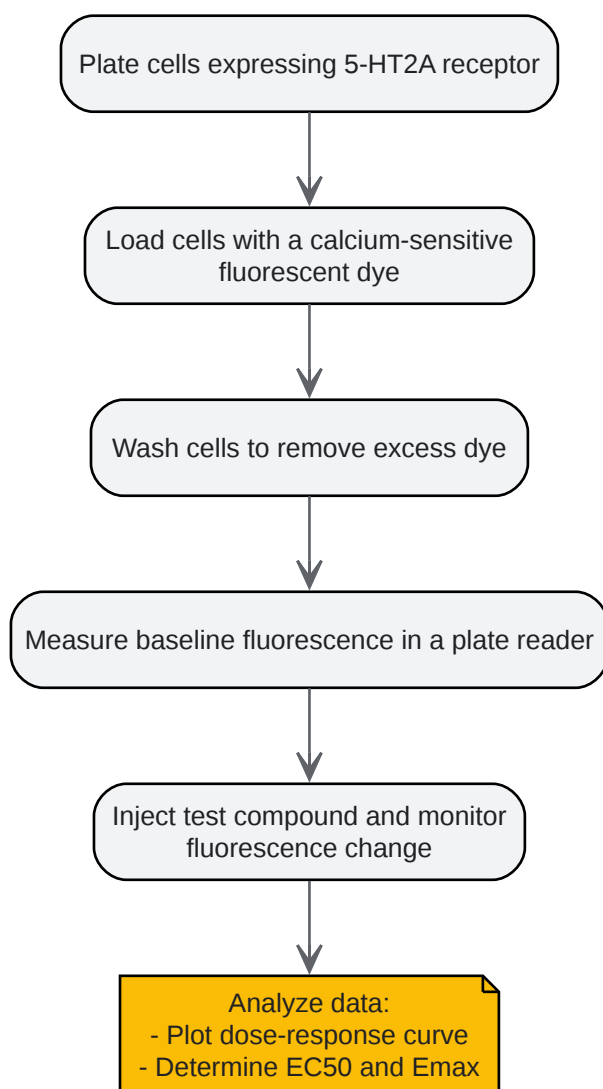 Plate cells expressing 5-HT2A receptor
Load cells with a calcium-sensitive
fluorescent dye
Wash cells to remove excess dye
Measure baseline fluorescence in a plate reader
Inject test compound and monitor
fluorescence change
Analyze data:
- Plot dose-response curve
- Determine EC50 and Emax